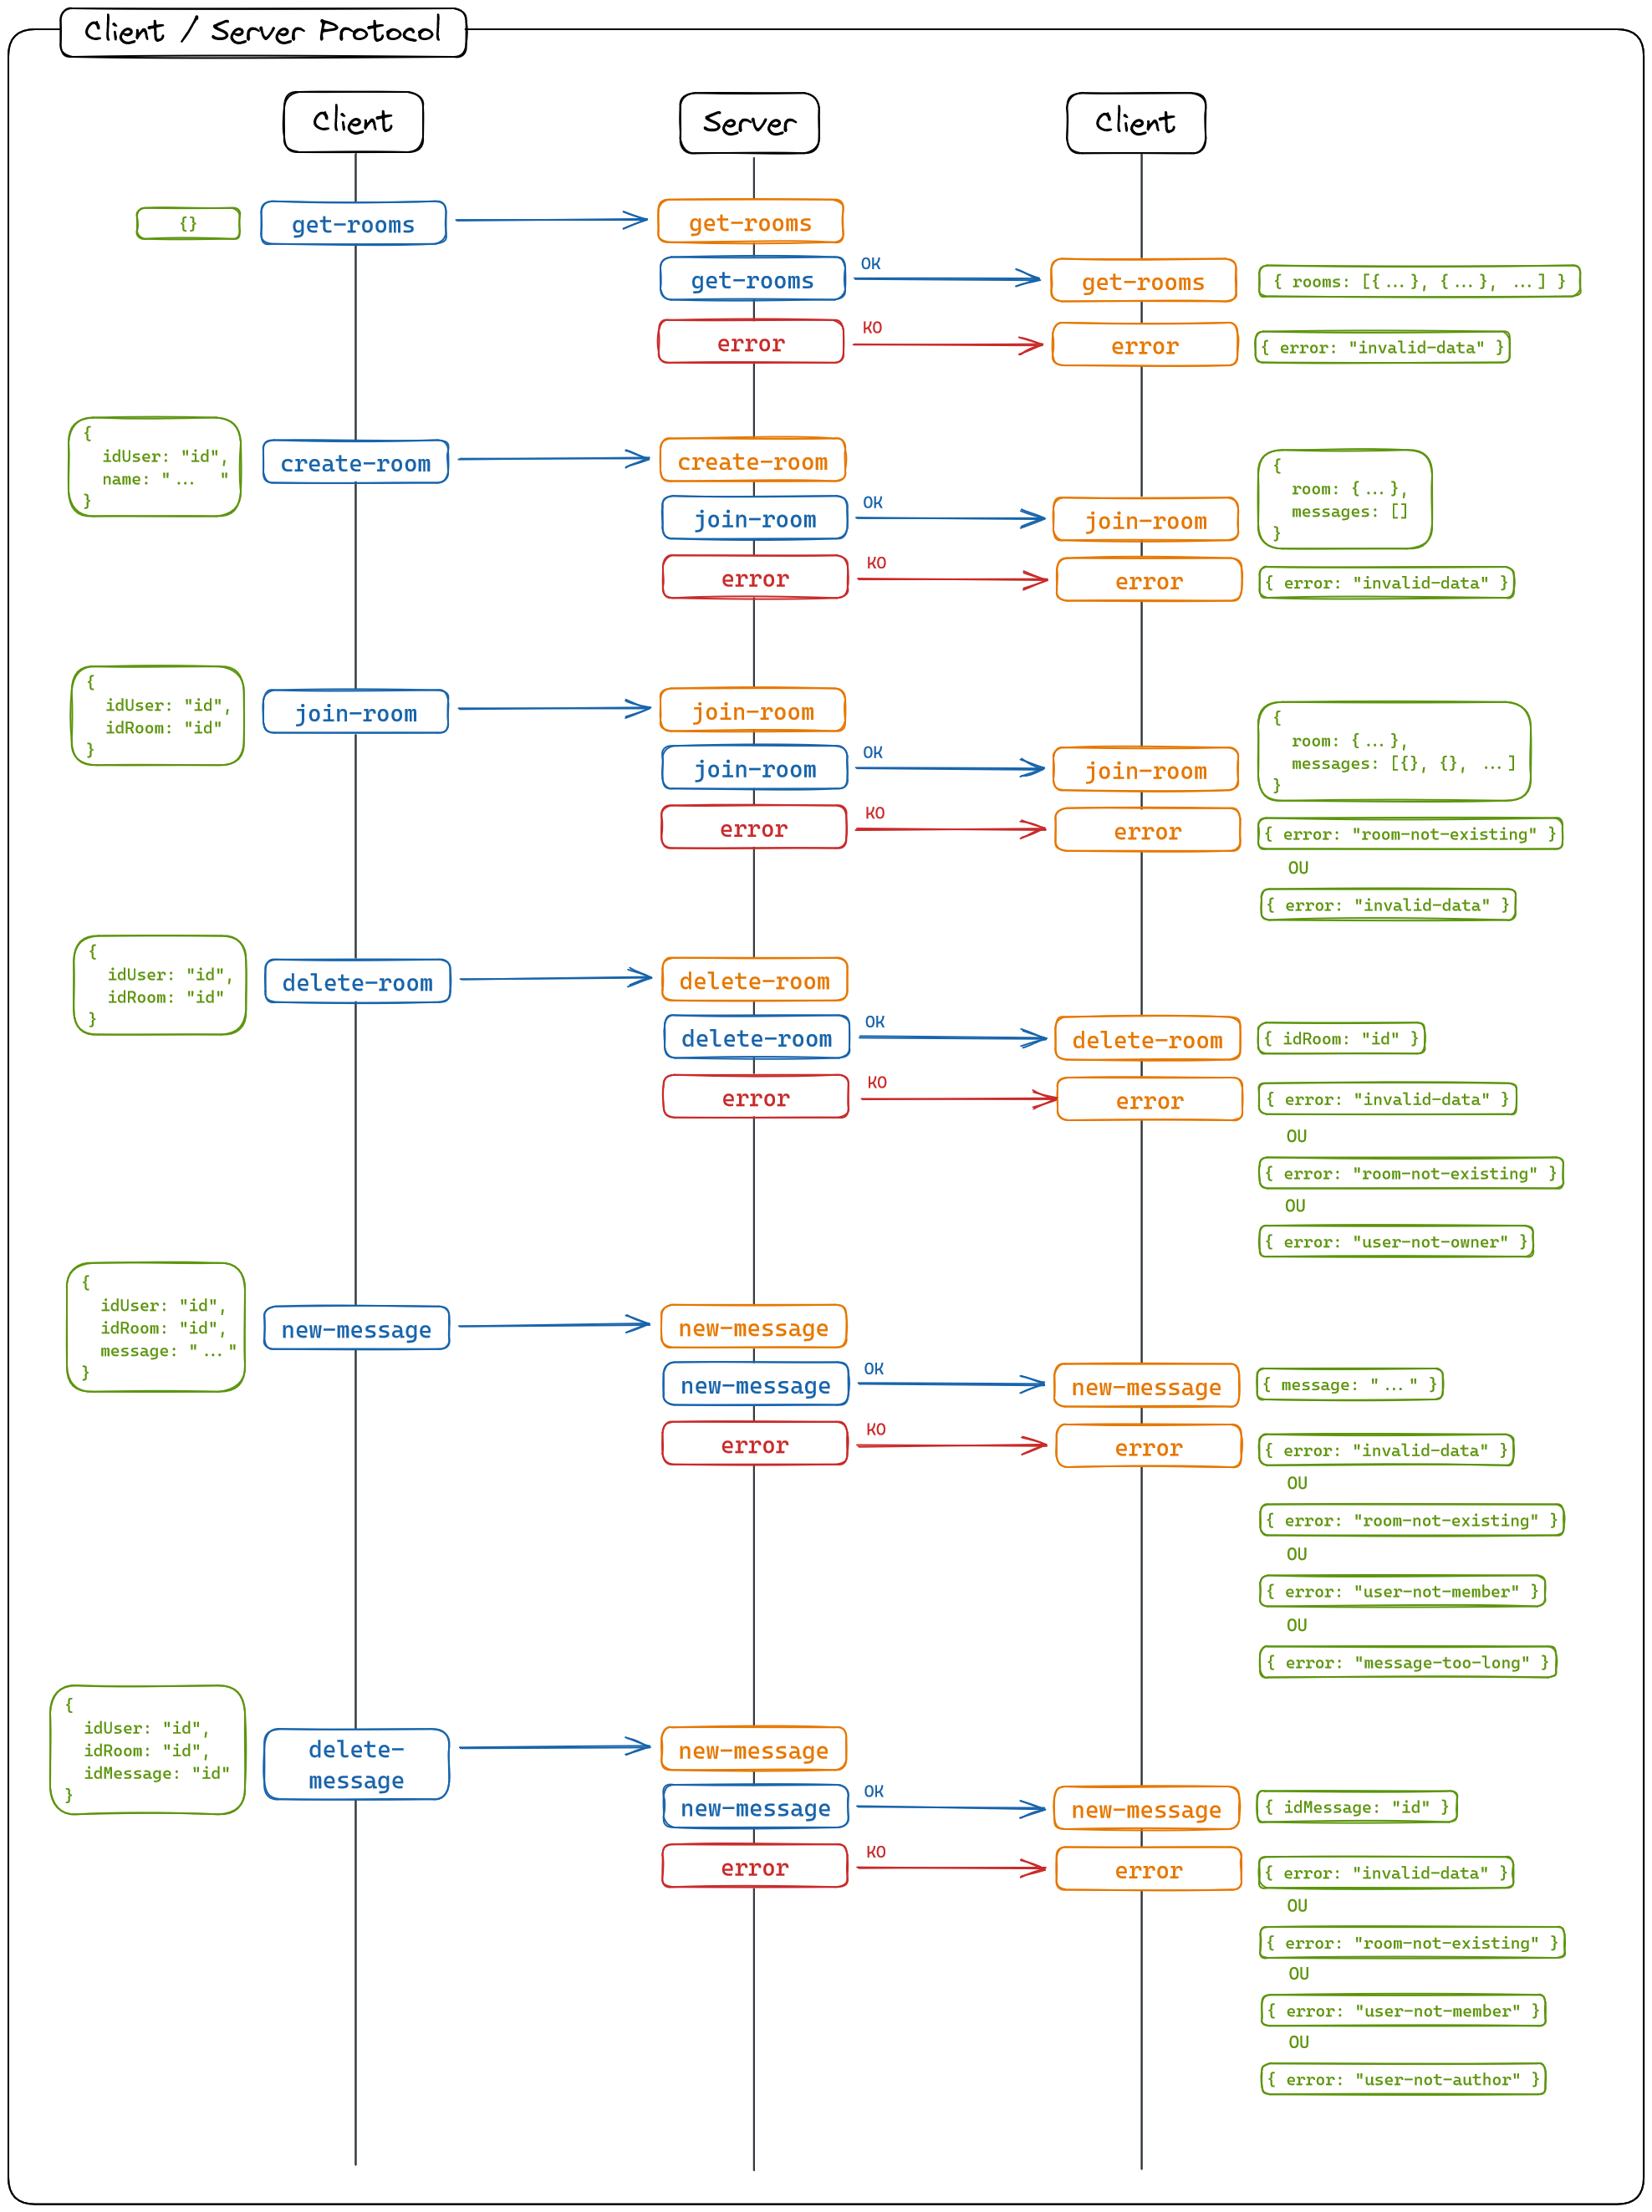 Client / Server Protocol
Client
Server
Client
{}
get-rooms
get-rooms
get-rooms
OK
get-rooms
{ rooms: [{...}, {...}, ...] }
error
KO
error
{ error: "invalid-data" }
{
idUser: "id",
name: "... "
}
create-room
create-room
join-room
OK
join-room
{
room: {...},
messages: []
}
error
KO
error
{ error: "invalid-data" }
{
idUser: "id",
idRoom: "id"
}
join-room
join-room
join-room
OK
join-room
{
room: {...},
messages: [{}, {}, ...]
}
error
KO
error
{ error: "room-not-existing" }
OU
{ error: "invalid-data" }
{
idUser: "id",
idRoom: "id"
}
delete-room
delete-room
delete-room
OK
delete-room
{ idRoom: "id" }
error
KO
error
{ error: "invalid-data" }
OU
{ error: "room-not-existing" }
OU
{ error: "user-not-owner" }
{
idUser: "id",
idRoom: "id",
message: "..."
}
new-message
new-message
new-message
OK
new-message
{ message: "..." }
error
KO
error
{ error: "invalid-data" }
OU
{ error: "room-not-existing" }
OU
{ error: "user-not-member" }
OU
{ error: "message-too-long" }
{
idUser: "id",
idRoom: "id",
idMessage: "id"
}
delete-
message
new-message
new-message
OK
new-message
{ idMessage: "id" }
error
KO
error
{ error: "invalid-data" }
OU
{ error: "room-not-existing" }
OU
{ error: "user-not-member" }
OU
{ error: "user-not-author" }